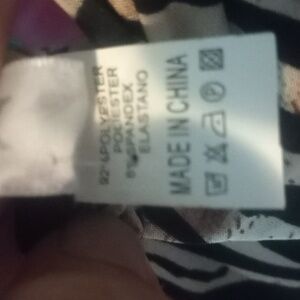 92%POLYESTER
POLIESTER
8%SPANDEX
ELASTANO
MADE IN CHINA